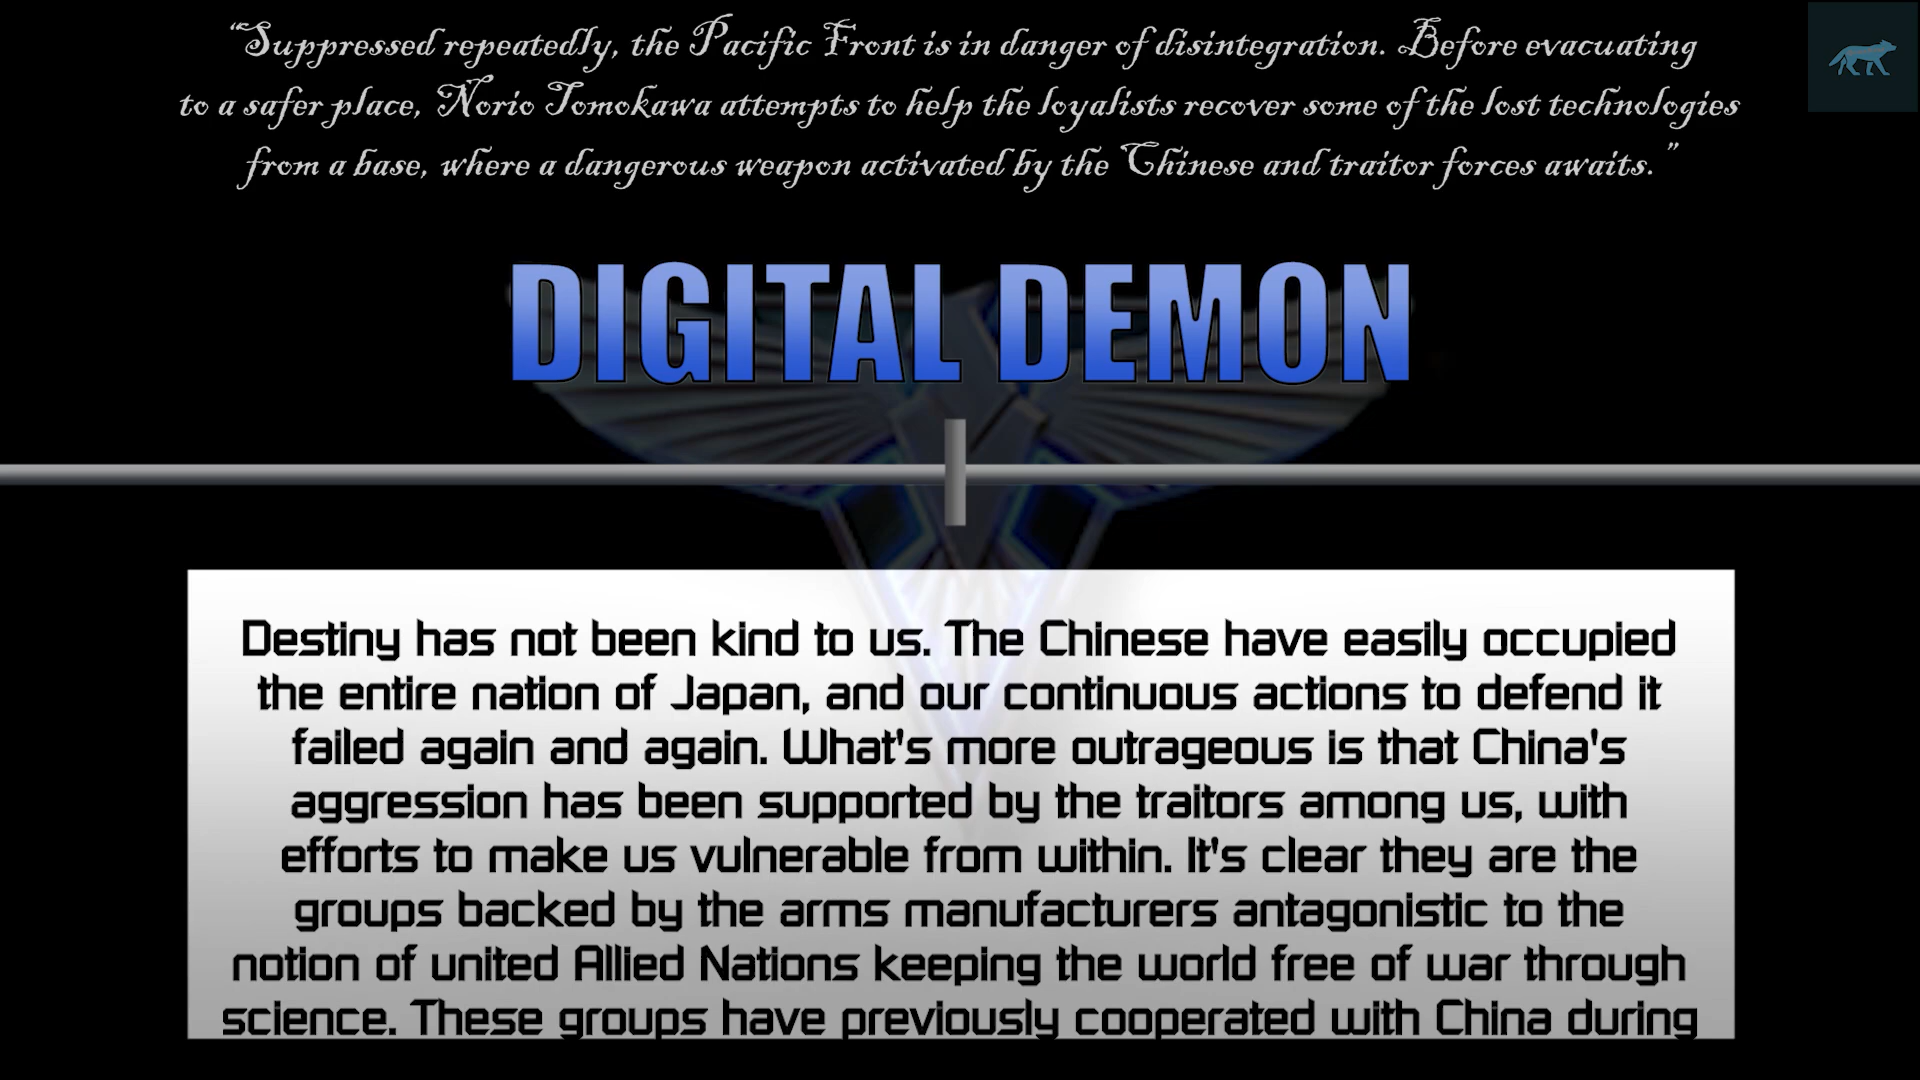 “Suppressed repeatedly, the Pacific Front is in danger of disintegration. Before evacuating
to a safer place, Norio Tomokawa attempts to help the loyalists recover some of the lost technologies
from a base, where a dangerous weapon activated by the Chinese and traitor forces awaits.”
DIGITAL DEMON
Destiny has not been kind to us. The Chinese have easily occupied
the entire nation of Japan, and our continuous actions to defend it
failed again and again. What's more outrageous is that China's
aggression has been supported by the traitors among us, with
efforts to make us vulnerable from within. It's clear they are the
groups backed by the arms manufacturers antagonistic to the
notion of united Allied Nations keeping the world free of war through
science. These groups have previously cooperated with China during